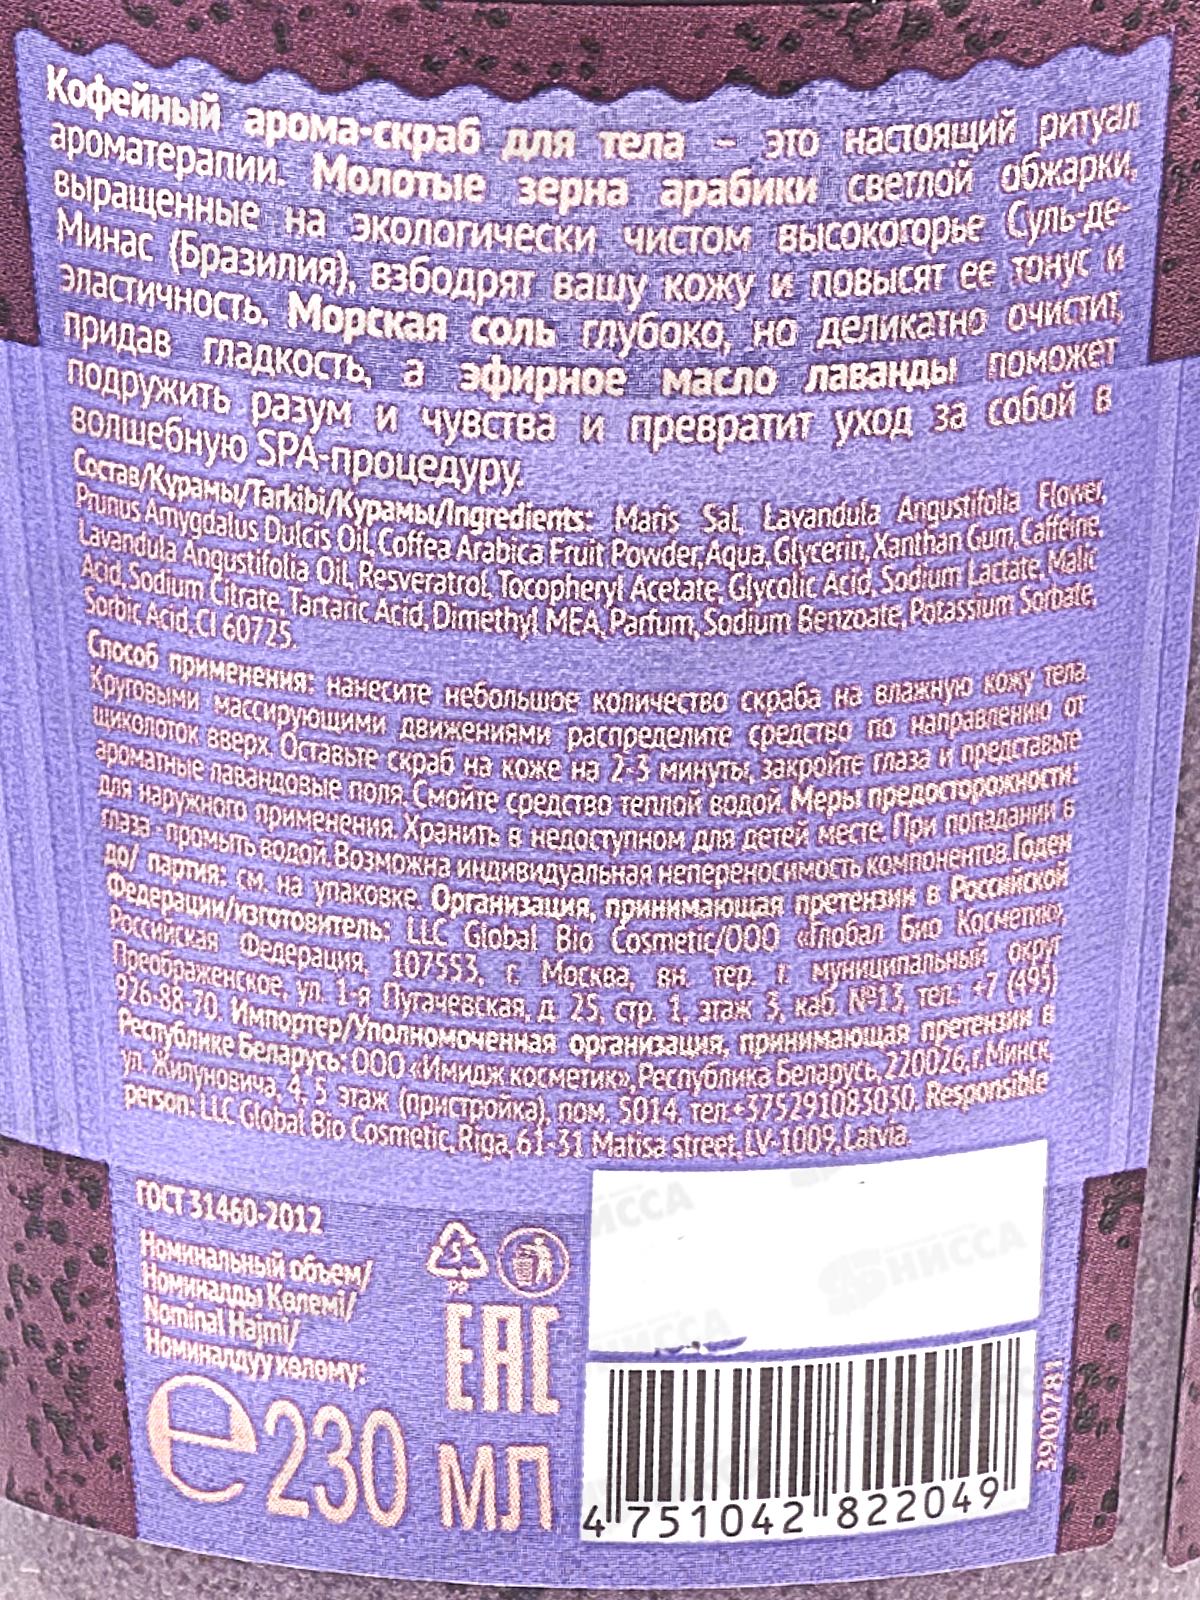 Кофейный арома-скраб для тела – это настоящий ритуал
ароматерапии. Молотые зерна арабики светлой обжарки,
выращенные на экологически чистом высокогорье Суль-де-
Минас (Бразилия), взбодрят вашу кожу и повысят ее тонус и
эластичность. Морская соль глубоко, но деликатно очистит,
придав гладкость, а эфирное масло лаванды поможет
подружить разум и чувства и превратит уход за собой в
волшебную SPA-процедуру.
Состав/Курамы/Tarkibi/Курамы/Ingredients: Maris Sal, Lavandula Angustifolia Flower,
Prunus Amygdalus Dulcis Oil, Coffea Arabica Fruit Powder, Aqua, Glycerin, Xanthan Gum, Caffeine,
Lavandula Angustifolia Oil, Resveratrol, Tocopheryl Acetate, Glycolic Acid, Sodium Lactate, Malic
Acid, Sodium Citrate, Tartaric Acid, Dimethyl MEA, Parfum, Sodium Benzoate, Potassium Sorbate,
Sorbic Acid, CI 60725.
Способ применения: нанесите небольшое количество скраба на влажную кожу тела.
Круговыми массирующими движениями распределите средство по направлению от
щиколоток вверх. Оставьте скраб на коже на 2-3 минуты, закройте глаза и представьте
ароматные лавандовые поля. Смойте средство теплой водой. Меры предосторожности:
для наружного применения. Хранить в недоступном для детей месте. При попадании в
глаза - промыть водой. Возможна индивидуальная непереносимость компонентов. Годен
до/ партия: см. на упаковке. Организация, принимающая претензии в Российской
Федерации/изготовитель: LLC Global Bio Cosmetic/ООО «Глобал Био Косметик»,
Российская Федерация, 107553, г. Москва, вн. тер. г. муниципальный округ
Преображенское, ул. 1-я Пугачевская, д. 25, стр. 1, этаж 3, каб. №13, тел.: +7 (495)
926-88-70. Импортер/Уполномоченная организация, принимающая претензии в
Республике Беларусь: ООО «Имидж косметик», Республика Беларусь, 220026, г. Минск,
ул. Жилуновича, 4, 5 этаж (пристройка), пом. 5014. тел +375291083030. Responsible
person: LLC Global Bio Cosmetic, Riga, 61-31 Matisa street, LV-1009, Latvia.
ГОСТ 31460-2012
Номинальный объем/
Номиналды Көлемі/
Nominal Hajmi/
Номиналдуу көлөму:
℮230 мл
5
PP
ЕАС
НИССА
3900781
4 751042 822049